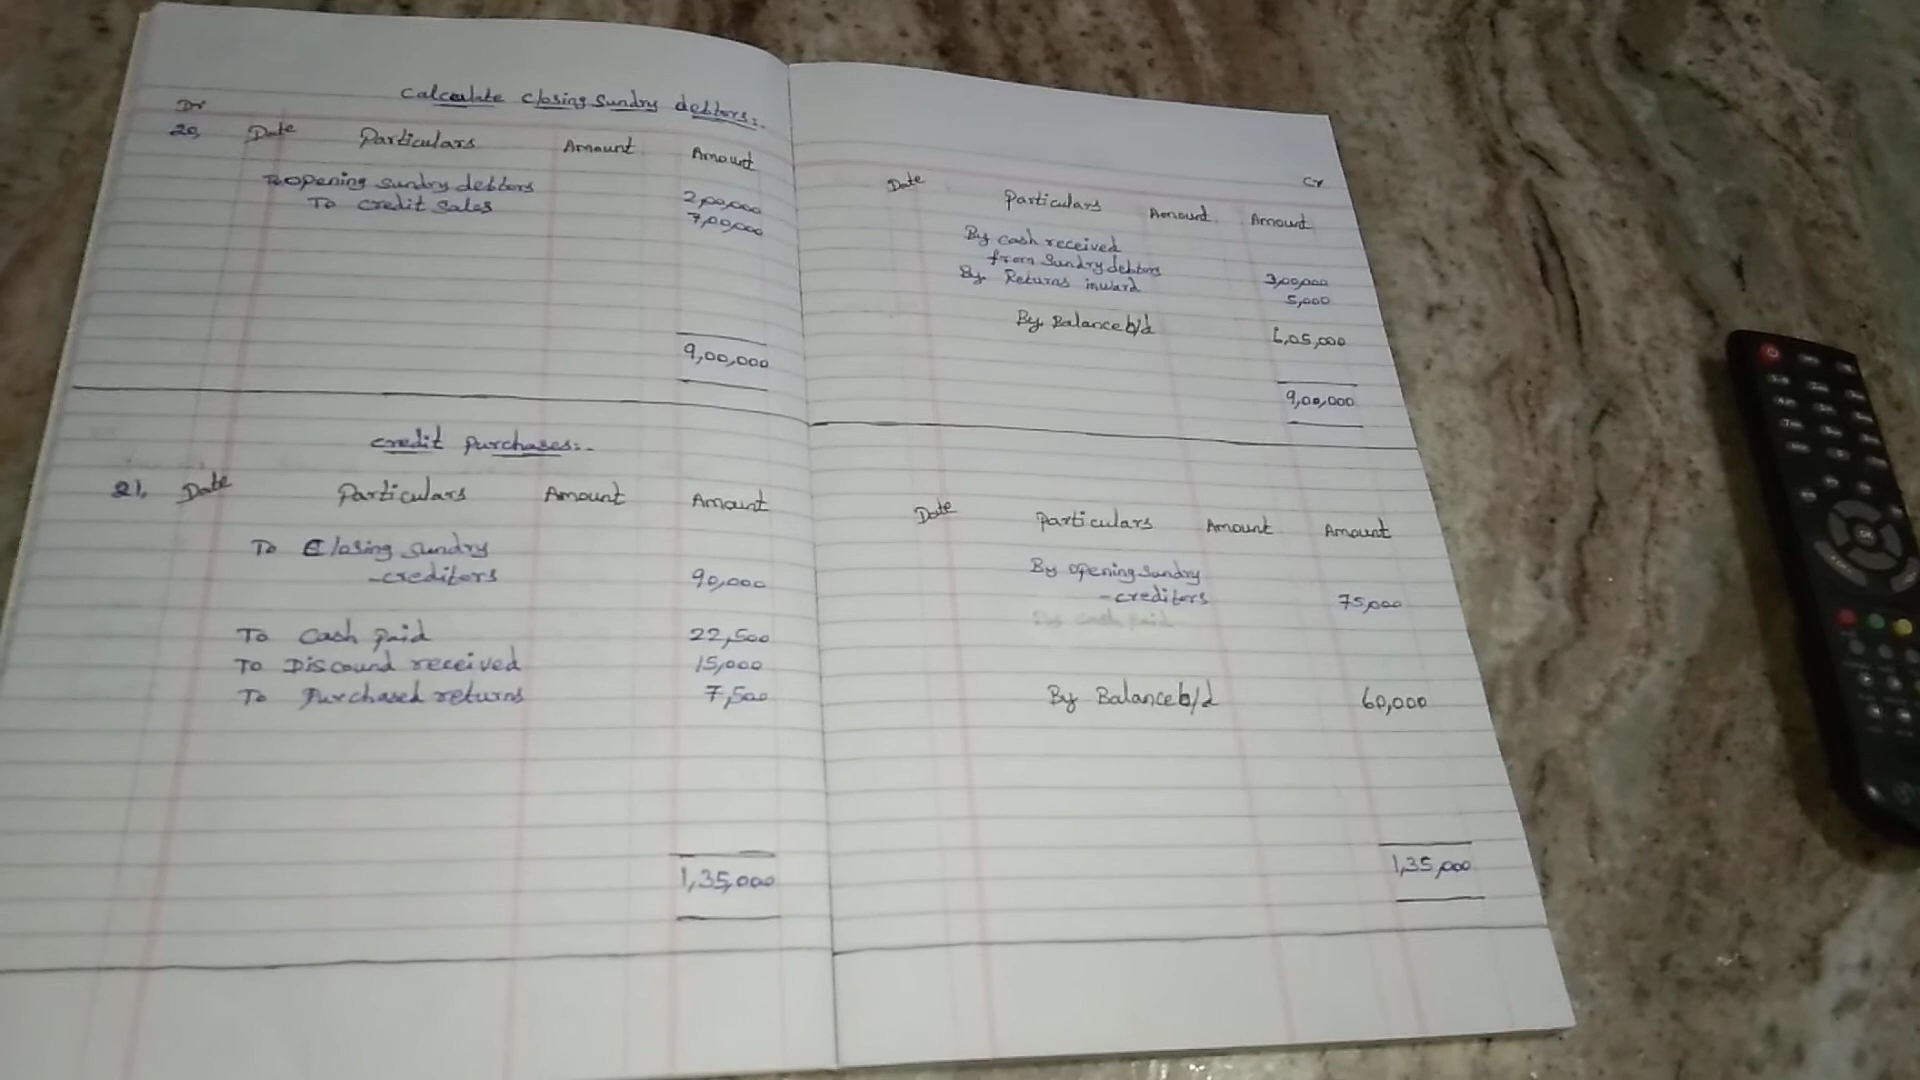 Calculate closing Sundry debtors:-
Dr
20, Date Particulars Amount Amount
To Opening sundry debtors 2,00,000
To credit sales 7,00,000
9,00,000
Cr
Date Particulars Amount Amount
By cash received
from Sundry debtors 3,00,000
By Returns inward 5,000
By Balance b/d 6,05,000
9,00,000
credit purchases:-
21, Date Particulars Amount Amount
To Closing sundry
-creditors 90,000
To Cash paid 22,500
To Discound received 15,000
To Purchased returns 7,500
1,35,000
Date Particulars Amount Amount
By opening sundry
-creditors 75,000
By cash paid
By Balance b/d 60,000
1,35,000